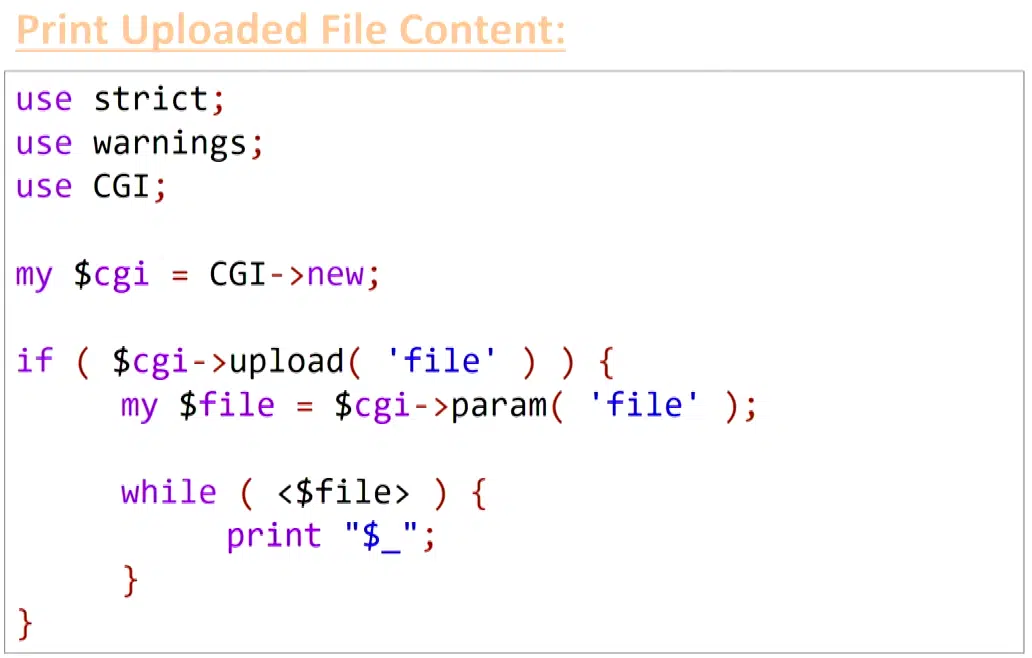 Print Uploaded File Content:
use strict;
use warnings;
use CGI;
my $cgi = CGI->new;
if ( $cgi->upload( 'file' ) ) {
my $file = $cgi->param( 'file' );
while ( <$file> ) {
print "$_";
}
}